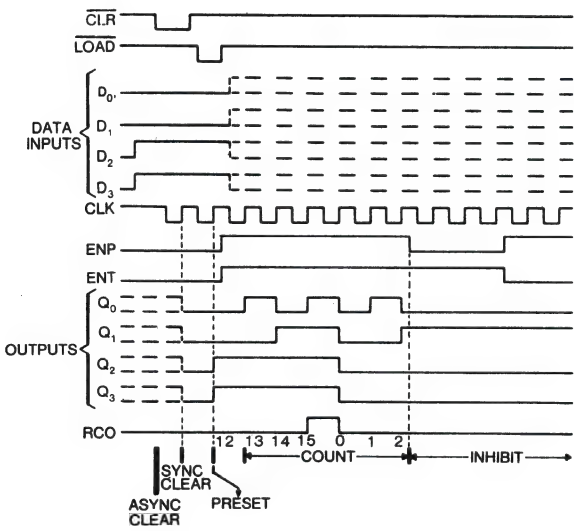 CLR
LOAD
DATA INPUTS
D0'
D1
D2
D3
CLK
ENP
ENT
OUTPUTS
Q0
Q1
Q2
Q3
RCO
12 13 14 15 0 1 2
COUNT
INHIBIT
SYNC CLEAR
ASYNC CLEAR
PRESET